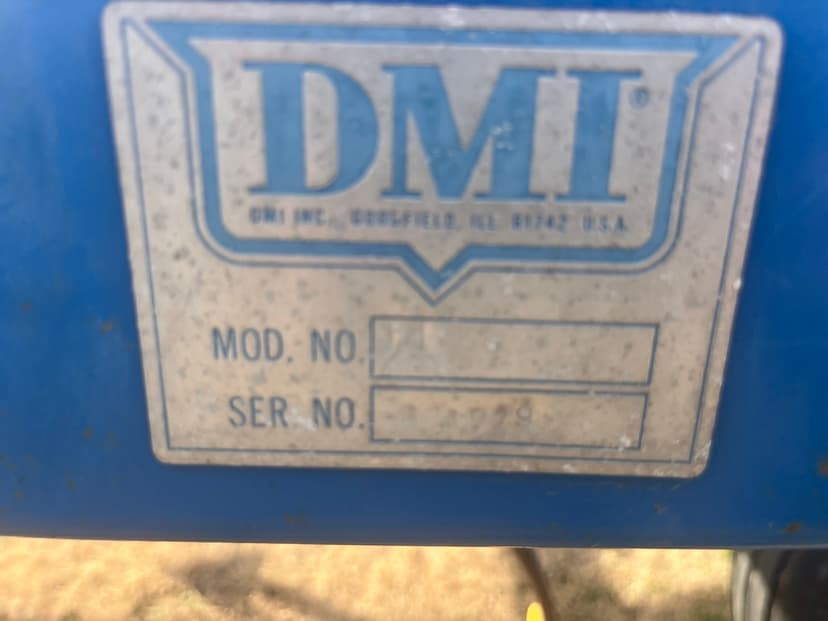 DMI®
DMI INC., GOODFIELD, ILL 61742 U.S.A.
MOD. NO.
SER. NO.